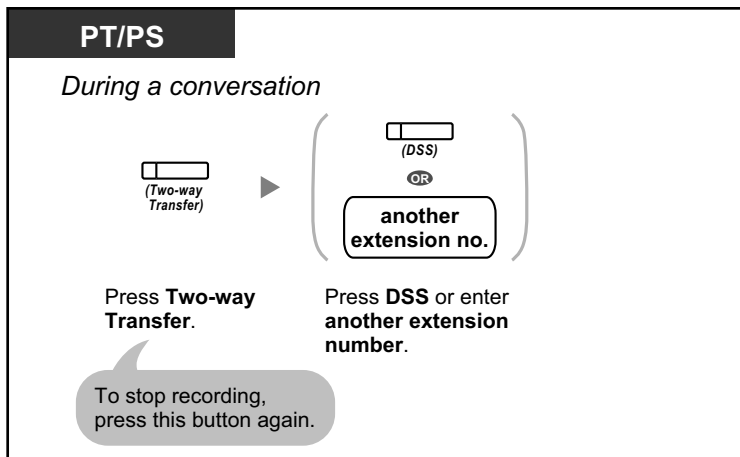 PT/PS
During a conversation
(Two-way
Transfer)
(DSS)
OR
another
extension no.
Press Two-way
Transfer.
Press DSS or enter
another extension
number.
To stop recording,
press this button again.